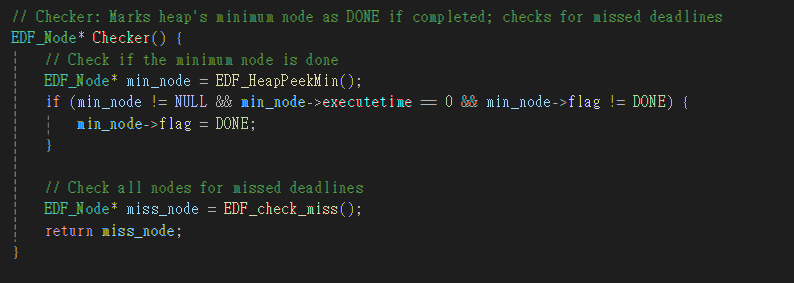 // Checker: Marks heap's minimum node as DONE if completed; checks for missed deadlines
EDF_Node* Checker() {
    // Check if the minimum node is done
    EDF_Node* min_node = EDF_HeapPeekMin();
    if (min_node != NULL && min_node->executetime == 0 && min_node->flag != DONE) {
        min_node->flag = DONE;
    }

    // Check all nodes for missed deadlines
    EDF_Node* miss_node = EDF_check_miss();
    return miss_node;
}